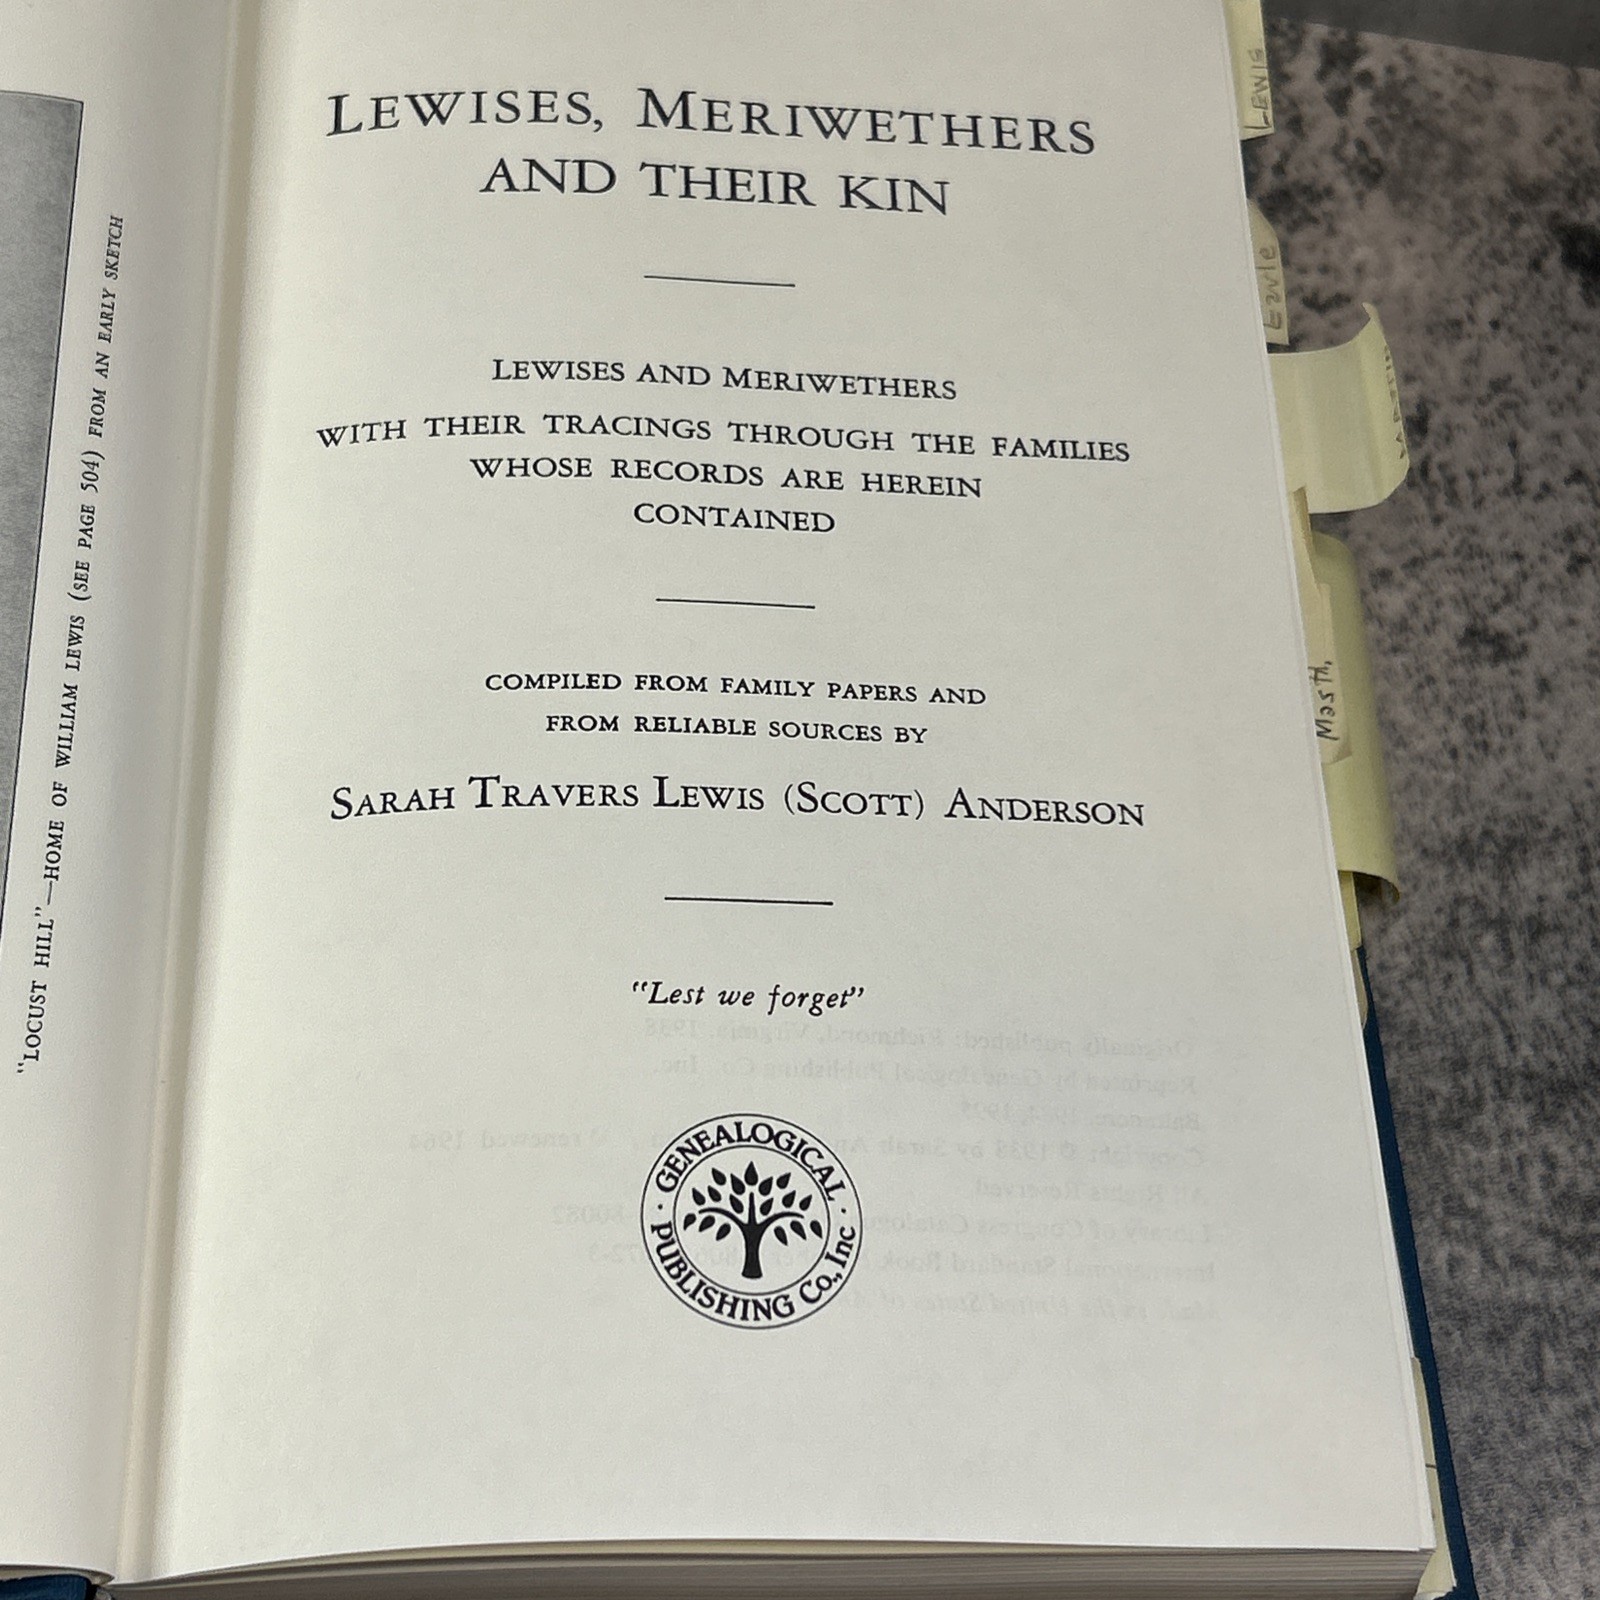 "LOCUST HILL"—HOME OF WILLIAM LEWIS (SEE PAGE 504) FROM AN EARLY SKETCH
LEWISES, MERIWETHERS
AND THEIR KIN
LEWISES AND MERIWETHERS
WITH THEIR TRACINGS THROUGH THE FAMILIES
WHOSE RECORDS ARE HEREIN
CONTAINED
COMPILED FROM FAMILY PAPERS AND
FROM RELIABLE SOURCES BY
SARAH TRAVERS LEWIS (SCOTT) ANDERSON
"Lest we forget"
· GENEALOGICAL ·
PUBLISHING Co., Inc
LEWIS